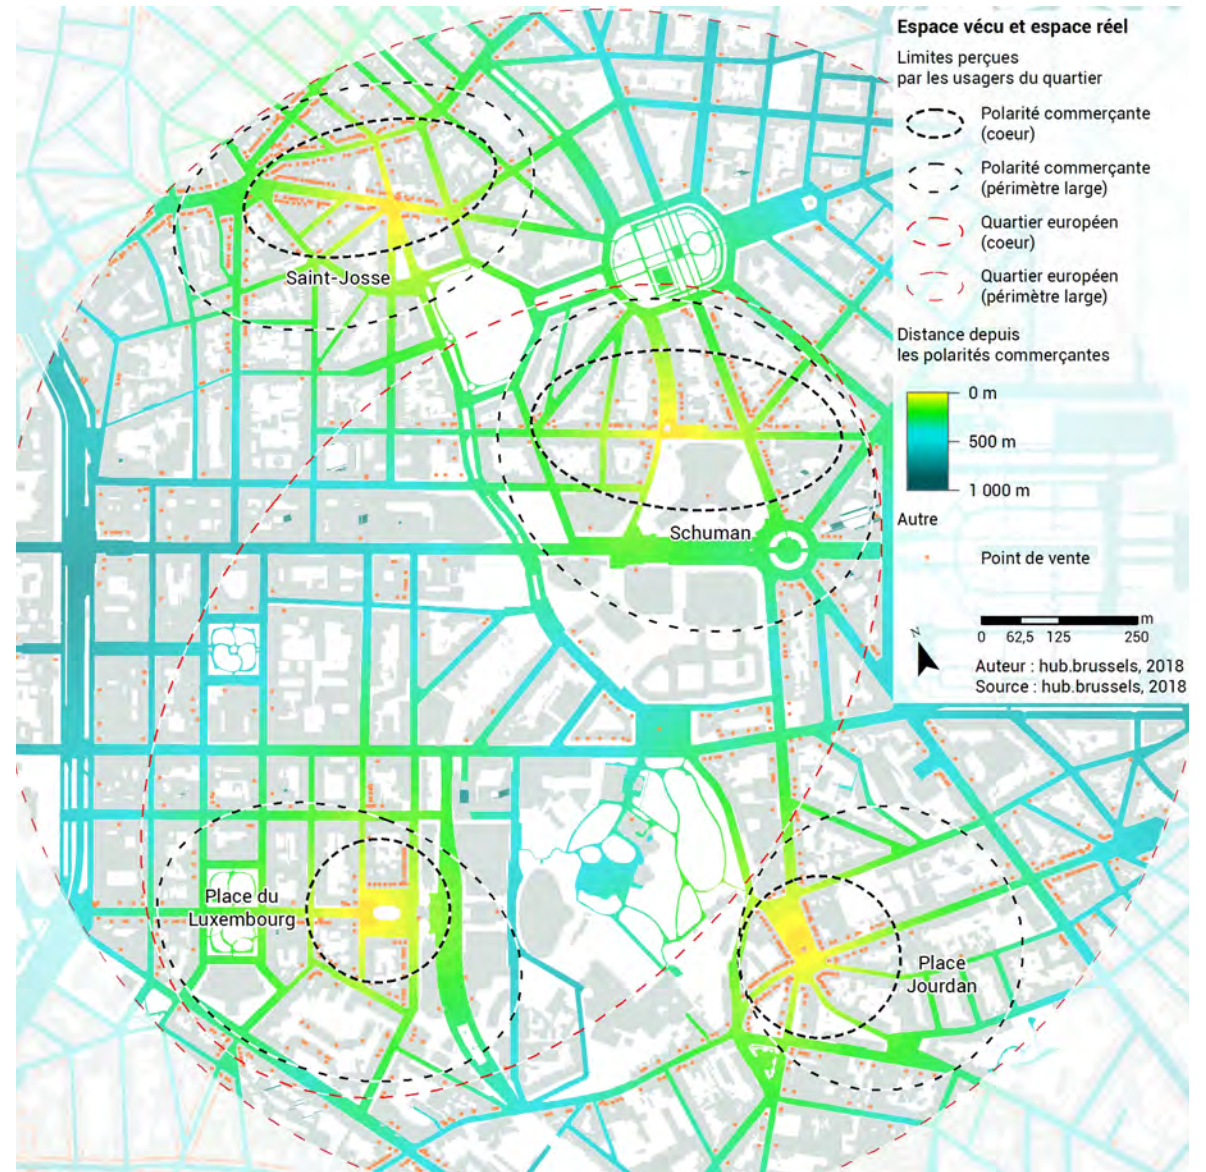 Espace vécu et espace réel
Limites perçues
par les usagers du quartier
Polarité commerçante
(coeur)
Polarité commerçante
(périmètre large)
Quartier européen
(coeur)
Quartier européen
(périmètre large)
Distance depuis
les polarités commerçantes
0 m
500 m
1 000 m
Autre
Point de vente
m
0 62,5 125 250
N
Auteur : hub.brussels, 2018
Source : hub.brussels, 2018
Saint-Josse
Schuman
Place du
Luxembourg
Place
Jourdan